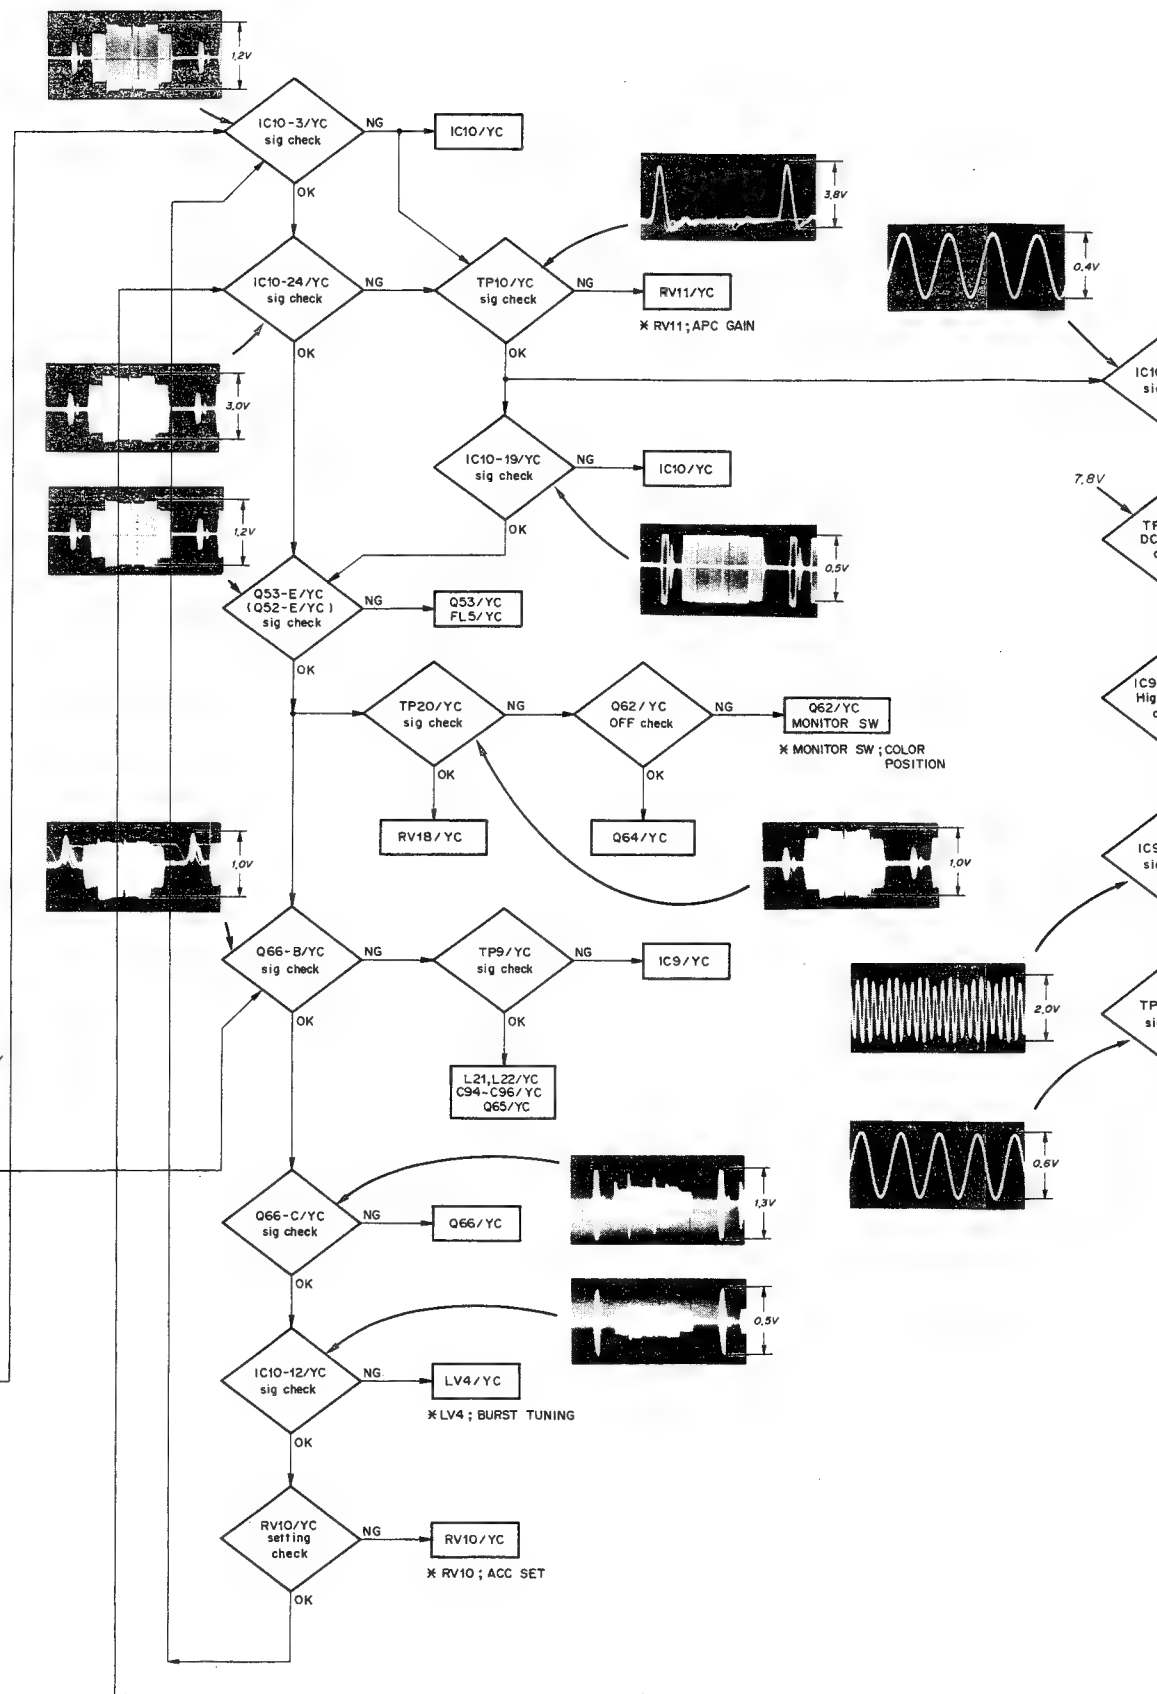 1,2V
IC10-3/YC
sig check
NG
IC10/YC
OK
3,8V
0,4V
IC10-24/YC
sig check
NG
TP10/YC
sig check
NG
RV11/YC
* RV11; APC GAIN
OK
OK
3,0V
IC10-19/YC
sig check
NG
IC10/YC
OK
7.8V
1,2V
0,5V
Q53-E/YC
(Q52-E/YC)
sig check
NG
Q53/YC
FL5/YC
OK
TP20/YC
sig check
NG
Q62/YC
OFF check
NG
Q62/YC
MONITOR SW
* MONITOR SW; COLOR
POSITION
OK
OK
RV18/YC
Q64/YC
1,0V
1,0V
Q66-B/YC
sig check
NG
TP9/YC
sig check
NG
IC9/YC
OK
OK
2,0V
L21,L22/YC
C94~C96/YC
Q65/YC
0,6V
1,3V
Q66-C/YC
sig check
NG
Q66/YC
OK
0,5V
IC10-12/YC
sig check
NG
LV4/YC
* LV4; BURST TUNING
OK
RV10/YC
setting
check
NG
RV10/YC
* RV10; ACC SET
OK